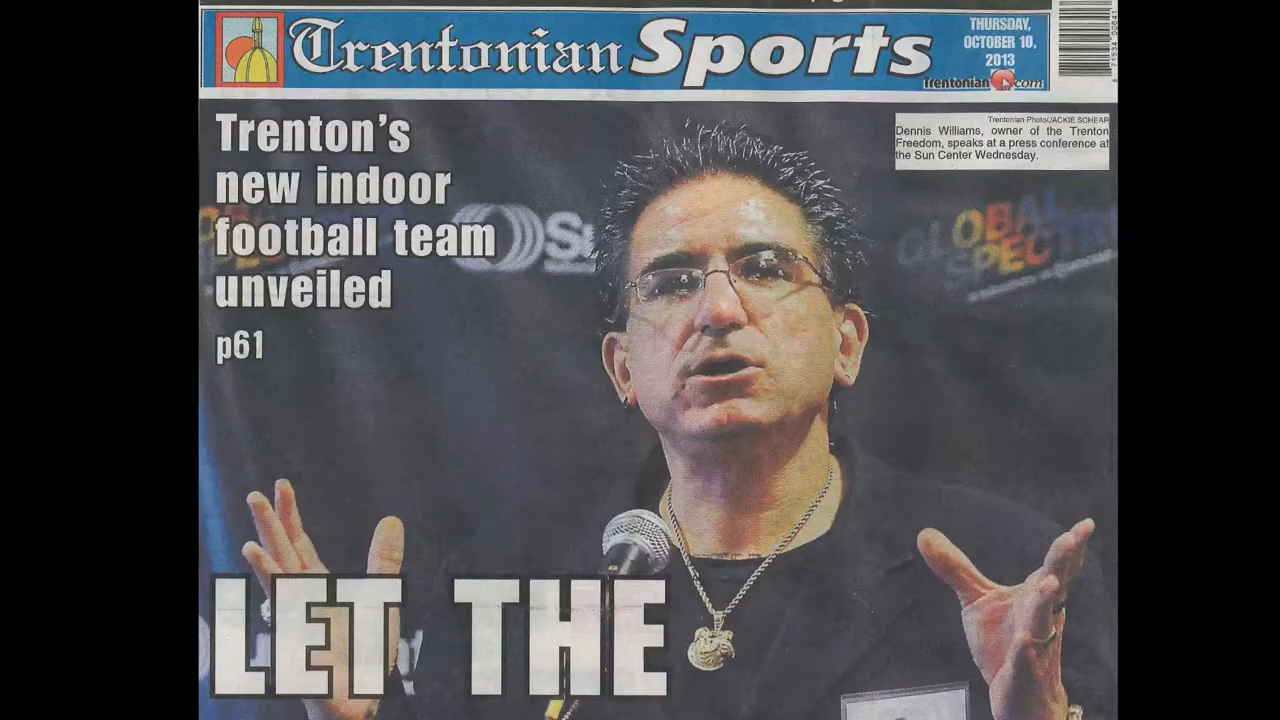 Trentonian Sports
THURSDAY,
OCTOBER 10,
2013
Trentonian.com
Trenton's
new indoor
football team
unveiled
p61
Trentonian Photo/JACKIE SCHEAR
Dennis Williams, owner of the Trenton
Freedom, speaks at a press conference at
the Sun Center Wednesday.
GLOBAL
SPECTR
LET THE